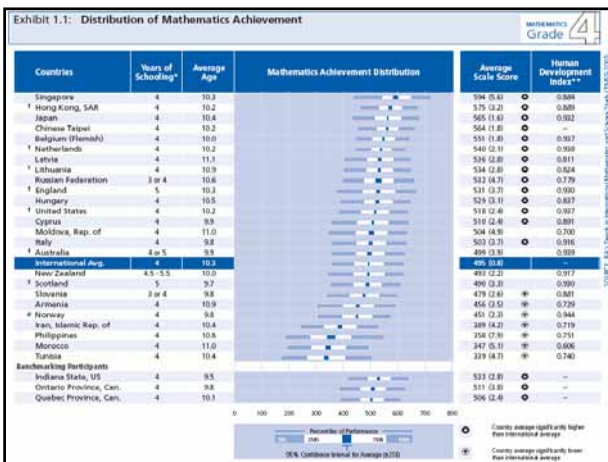 Exhibit 1.1: Distribution of Mathematics Achievement
MATHEMATICS
Grade 4
Countries Years of Schooling* Average Age Mathematics Achievement Distribution Average Scale Score Human Development Index**
Singapore 4 10.3 594 (5.6) 0.884
† Hong Kong, SAR 4 10.2 575 (3.2) 0.889
Japan 4 10.4 565 (1.6) 0.932
Chinese Taipei 4 10.2 564 (1.8) –
Belgium (Flemish) 4 10.0 551 (1.8) 0.937
† Netherlands 4 10.2 540 (2.1) 0.938
Latvia 4 11.1 536 (2.8) 0.811
† Lithuania 4 10.9 534 (2.8) 0.824
Russian Federation 3 or 4 10.6 532 (4.7) 0.779
† England 5 10.3 531 (3.7) 0.930
Hungary 4 10.5 529 (3.1) 0.837
† United States 4 10.2 518 (2.4) 0.937
Cyprus 4 9.9 510 (2.4) 0.891
Moldova, Rep. of 4 11.0 504 (4.9) 0.700
Italy 4 9.8 503 (3.7) 0.916
† Australia 4 or 5 9.9 499 (3.9) 0.939
International Avg. 4 10.3 495 (0.8) –
New Zealand 4.5 - 5.5 10.0 493 (2.2) 0.917
† Scotland 5 9.7 490 (3.3) 0.930
Slovenia 3 or 4 9.8 479 (2.6) 0.881
Armenia 4 10.9 456 (3.5) 0.729
Norway 4 9.8 451 (2.3) 0.944
Iran, Islamic Rep. of 4 10.4 389 (4.2) 0.719
Philippines 4 10.8 358 (7.9) 0.751
Morocco 4 11.0 347 (5.1) 0.606
Tunisia 4 10.4 339 (4.7) 0.740
Benchmarking Participants
Indiana State, US 4 9.5 533 (2.8) –
Ontario Province, Can. 4 9.8 511 (3.8) –
Quebec Province, Can. 4 10.1 506 (2.4) –
0 100 200 300 400 500 600 700 800
Percentiles of Performance
5th 25th 75th 95th
95% Confidence Interval for Average (±2SE)
Country average significantly higher than international average
Country average significantly lower than international average